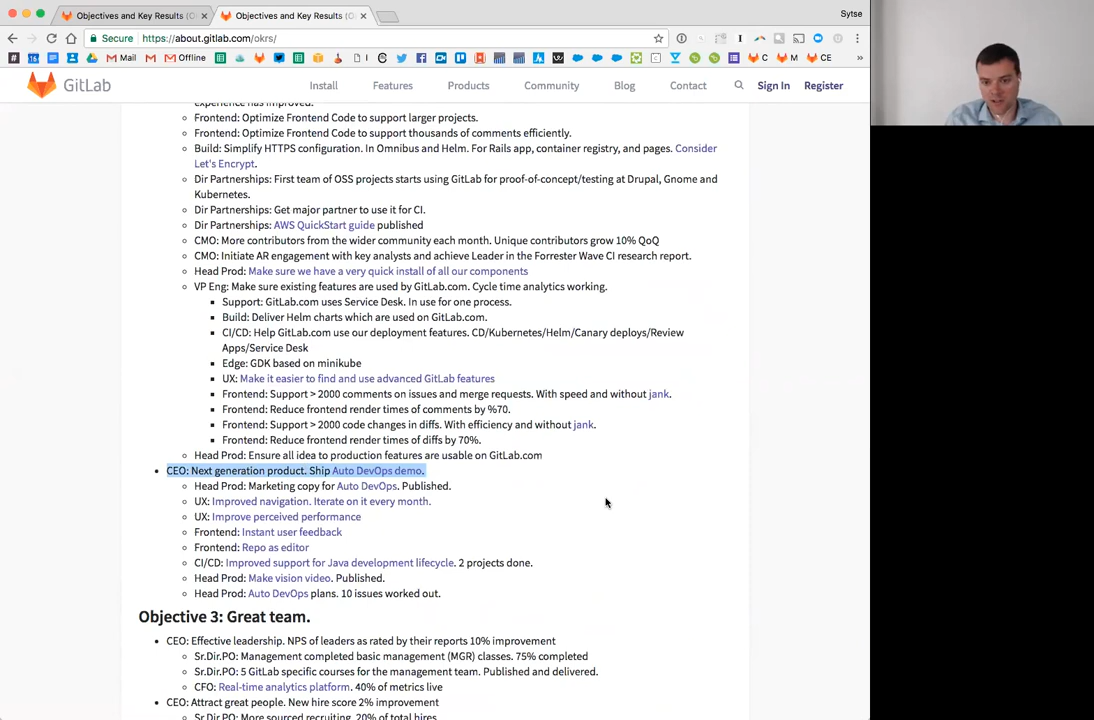 Objectives and Key Results (O
Objectives and Key Results (
Sytse
Secure
https://about.gitlab.com/okrs/
Mail
Offline
I
C
M
CE
GitLab
Install
Features
Products
Community
Blog
Contact
Sign In
Register
experience has improved.
Frontend: Optimize Frontend Code to support larger projects.
Frontend: Optimize Frontend Code to support thousands of comments efficiently.
Build: Simplify HTTPS configuration. In Omnibus and Helm. For Rails app, container registry, and pages. Consider
Let's Encrypt.
Dir Partnerships: First team of OSS projects starts using GitLab for proof-of-concept/testing at Drupal, Gnome and
Kubernetes.
Dir Partnerships: Get major partner to use it for CI.
Dir Partnerships: AWS QuickStart guide published
CMO: More contributors from the wider community each month. Unique contributors grow 10% QoQ
CMO: Initiate AR engagement with key analysts and achieve Leader in the Forrester Wave CI research report.
Head Prod: Make sure we have a very quick install of all our components
VP Eng: Make sure existing features are used by GitLab.com. Cycle time analytics working.
Support: GitLab.com uses Service Desk. In use for one process.
Build: Deliver Helm charts which are used on GitLab.com.
CI/CD: Help GitLab.com use our deployment features. CD/Kubernetes/Helm/Canary deploys/Review
Apps/Service Desk
Edge: GDK based on minikube
UX: Make it easier to find and use advanced GitLab features
Frontend: Support > 2000 comments on issues and merge requests. With speed and without jank.
Frontend: Reduce frontend render times of comments by %70.
Frontend: Support > 2000 code changes in diffs. With efficiency and without jank.
Frontend: Reduce frontend render times of diffs by 70%.
Head Prod: Ensure all idea to production features are usable on GitLab.com
CEO: Next generation product. Ship Auto DevOps demo.
Head Prod: Marketing copy for Auto DevOps. Published.
UX: Improved navigation. Iterate on it every month.
UX: Improve perceived performance
Frontend: Instant user feedback
Frontend: Repo as editor
CI/CD: Improved support for Java development lifecycle. 2 projects done.
Head Prod: Make vision video. Published.
Head Prod: Auto DevOps plans. 10 issues worked out.
Objective 3: Great team.
CEO: Effective leadership. NPS of leaders as rated by their reports 10% improvement
Sr.Dir.PO: Management completed basic management (MGR) classes. 75% completed
Sr.Dir.PO: 5 GitLab specific courses for the management team. Published and delivered.
CFO: Real-time analytics platform. 40% of metrics live
CEO: Attract great people. New hire score 2% improvement
Sr.Dir.PO: More sourced recruiting. 20% of total hires